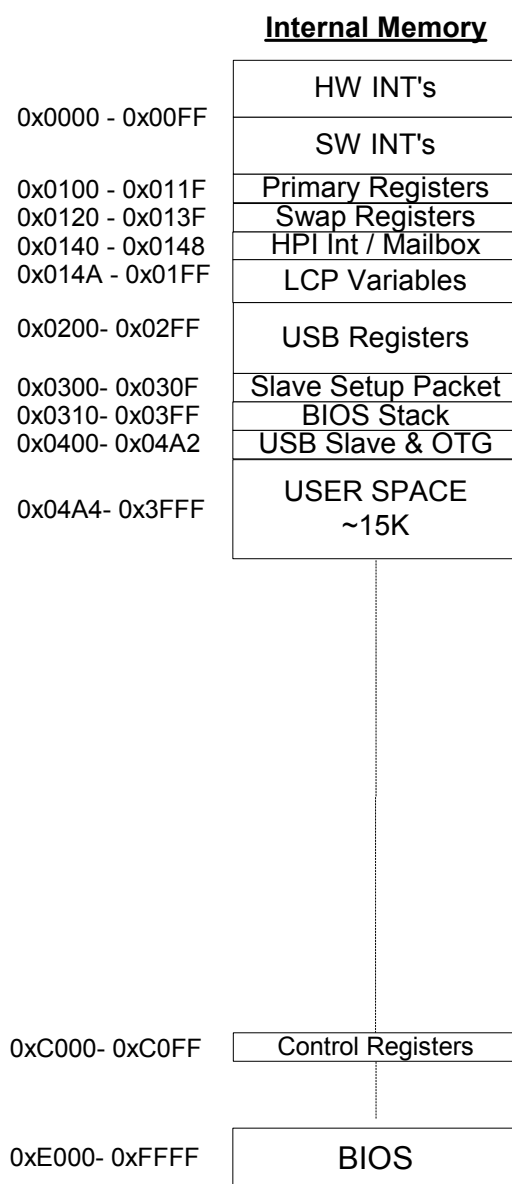 Internal Memory
HW INT's
0x0000 - 0x00FF
SW INT's
0x0100 - 0x011F Primary Registers
0x0120 - 0x013F Swap Registers
0x0140 - 0x0148 HPI Int / Mailbox
0x014A - 0x01FF LCP Variables
0x0200- 0x02FF USB Registers
0x0300- 0x030F Slave Setup Packet
0x0310- 0x03FF BIOS Stack
0x0400- 0x04A2 USB Slave & OTG
0x04A4- 0x3FFF USER SPACE
~15K
0xC000- 0xC0FF Control Registers
0xE000- 0xFFFF BIOS